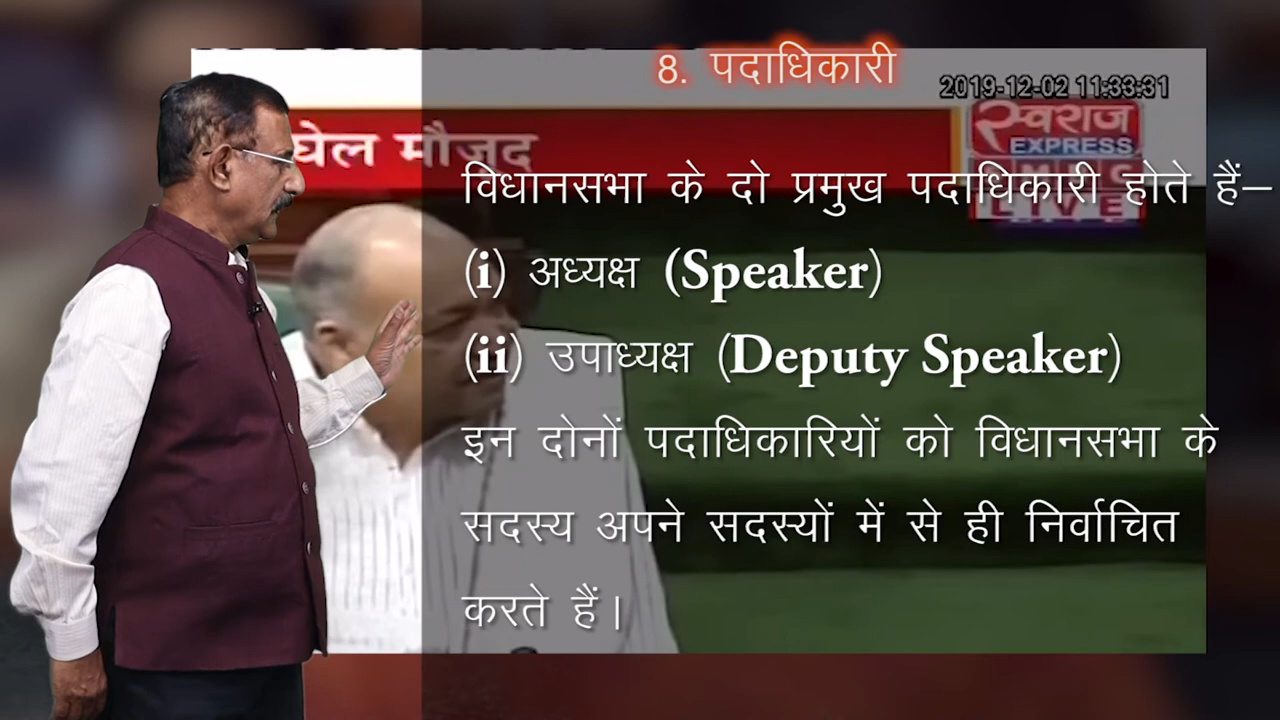 8. पदाधिकारी
2019-12-02 11:33:31
घेल मौजूद
स्वराज
EXPRESS
LIVE
विधानसभा के दो प्रमुख पदाधिकारी होते हैं–
(i) अध्यक्ष (Speaker)
(ii) उपाध्यक्ष (Deputy Speaker)
इन दोनों पदाधिकारियों को विधानसभा के
सदस्य अपने सदस्यों में से ही निर्वाचित
करते हैं।